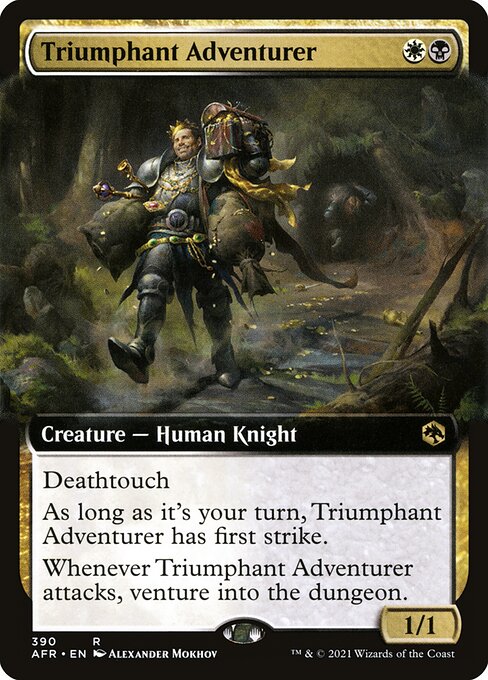 Triumphant Adventurer
Creature — Human Knight
Deathtouch
As long as it's your turn, Triumphant
Adventurer has first strike.
Whenever Triumphant Adventurer
attacks, venture into the dungeon.
1/1
390 R
AFR • EN Alexander Mokhov
™ & © 2021 Wizards of the Coast